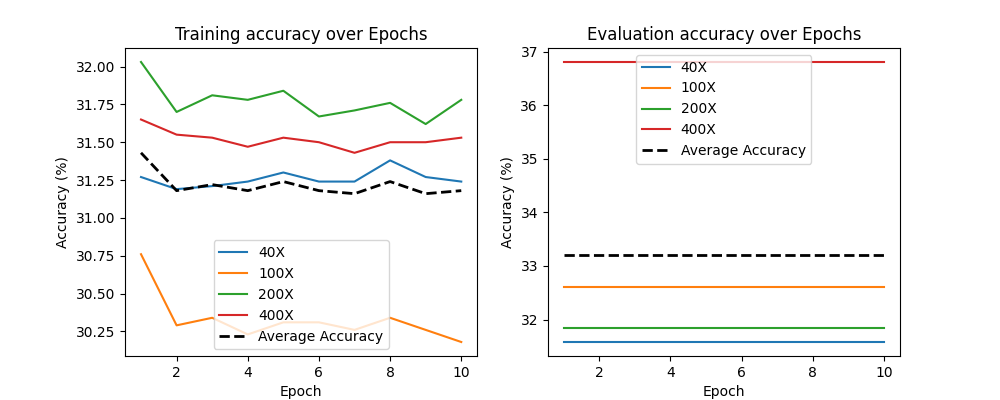 Training accuracy over Epochs
Accuracy (%)
32.00
31.75
31.50
31.25
31.00
30.75
30.50
30.25
40X
100X
200X
400X
Average Accuracy
2 4 6 8 10
Epoch
Evaluation accuracy over Epochs
Accuracy (%)
37
36
35
34
33
32
40X
100X
200X
400X
Average Accuracy
2 4 6 8 10
Epoch